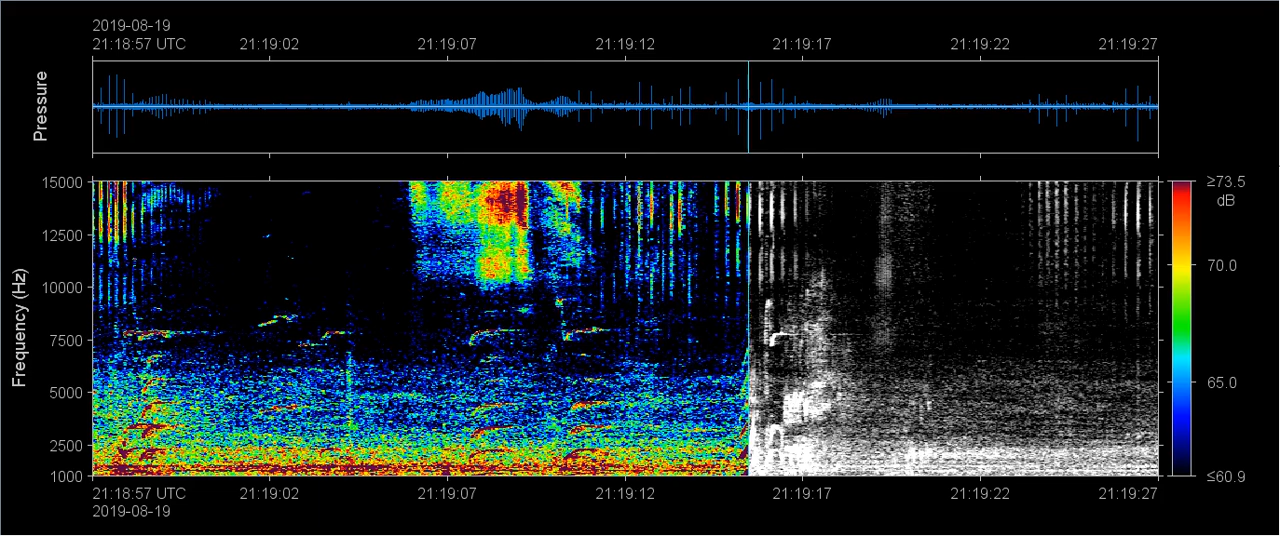 2019-08-19
21:18:57 UTC 21:19:02 21:19:07 21:19:12 21:19:17 21:19:22 21:19:27
Pressure
15000
12500
10000
7500
5000
2500
1000
Frequency (Hz)
≥73.5
dB
70.0
65.0
≤60.9
21:18:57 UTC 21:19:02 21:19:07 21:19:12 21:19:17 21:19:22 21:19:27
2019-08-19